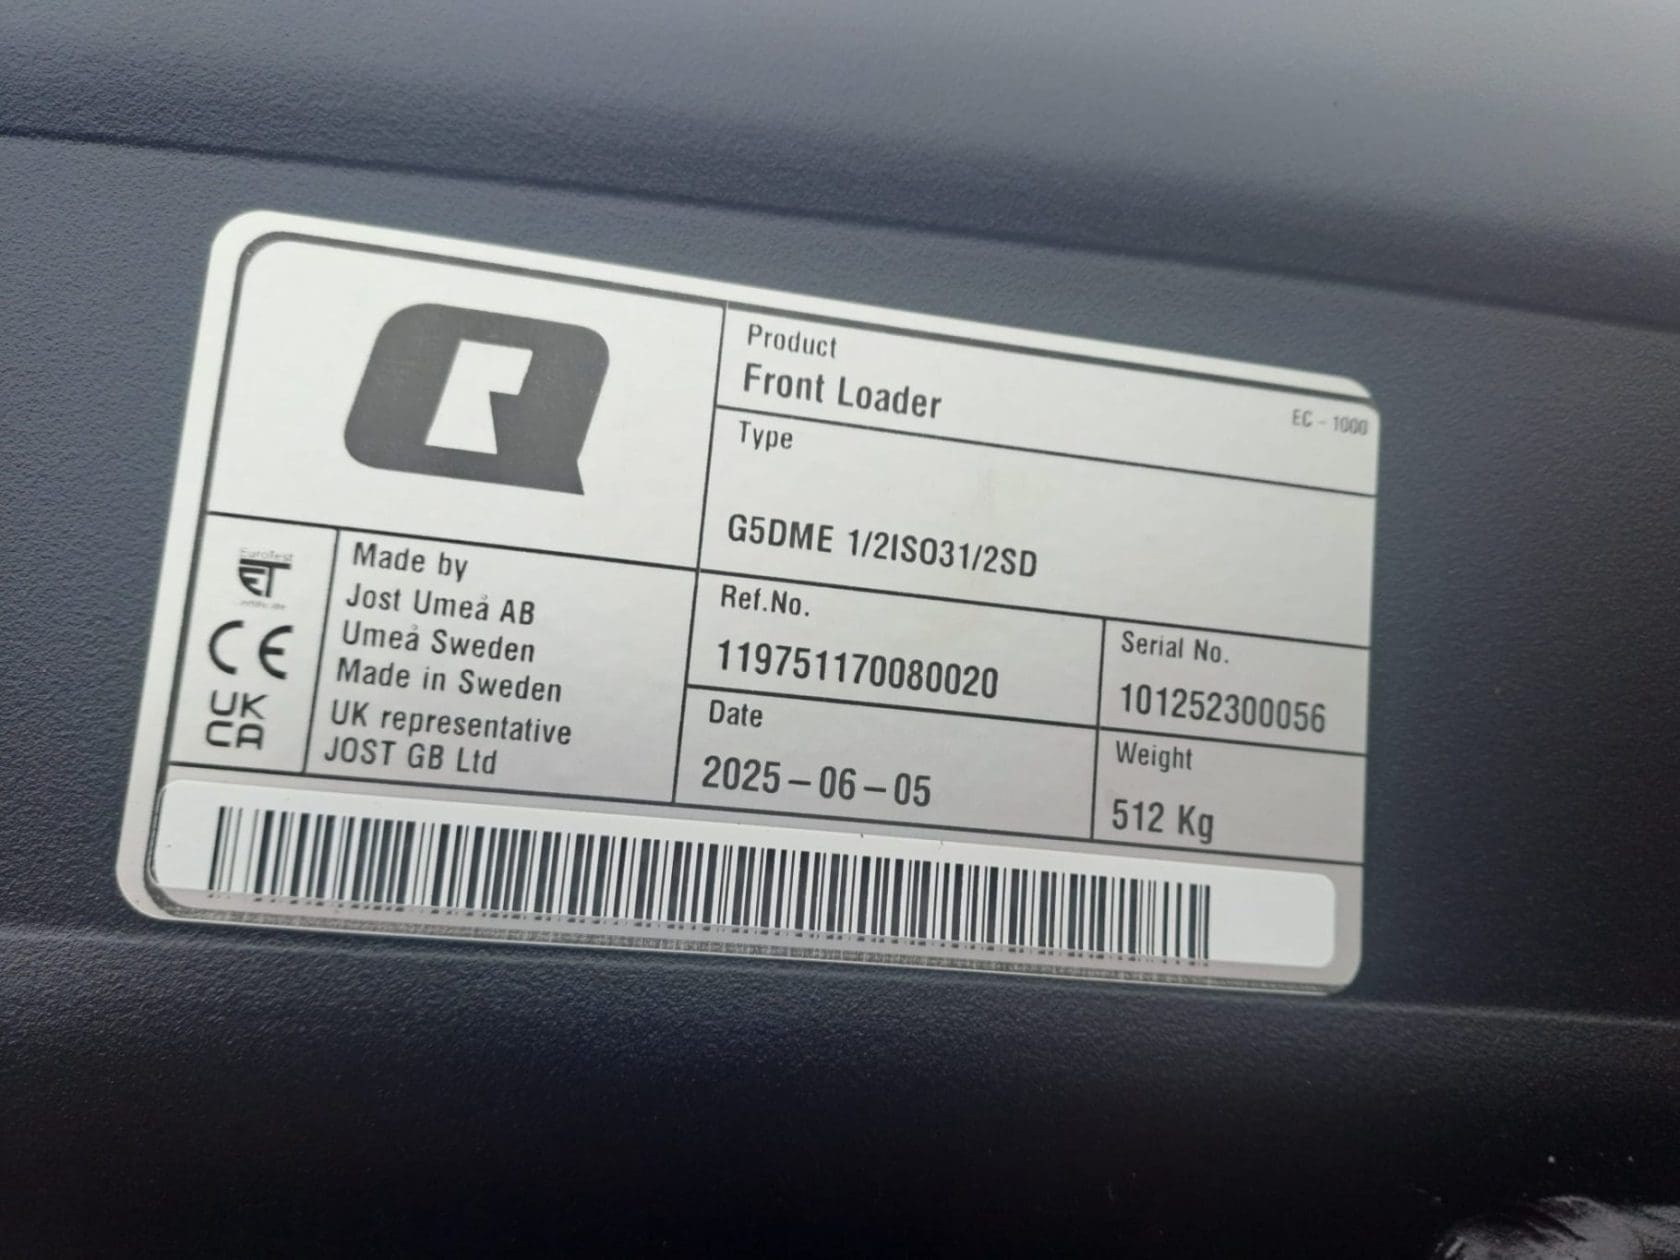 Product
Front Loader
EC - 1000
Type
G5DME 1/2ISO31/2SD
EuroTest
ET
CE
UK
CA
Made by
Jost Umeå AB
Umeå Sweden
Made in Sweden
UK representative
JOST GB Ltd
Ref.No.
119751170080020
Serial No.
101252300056
Date
2025-06-05
Weight
512 Kg